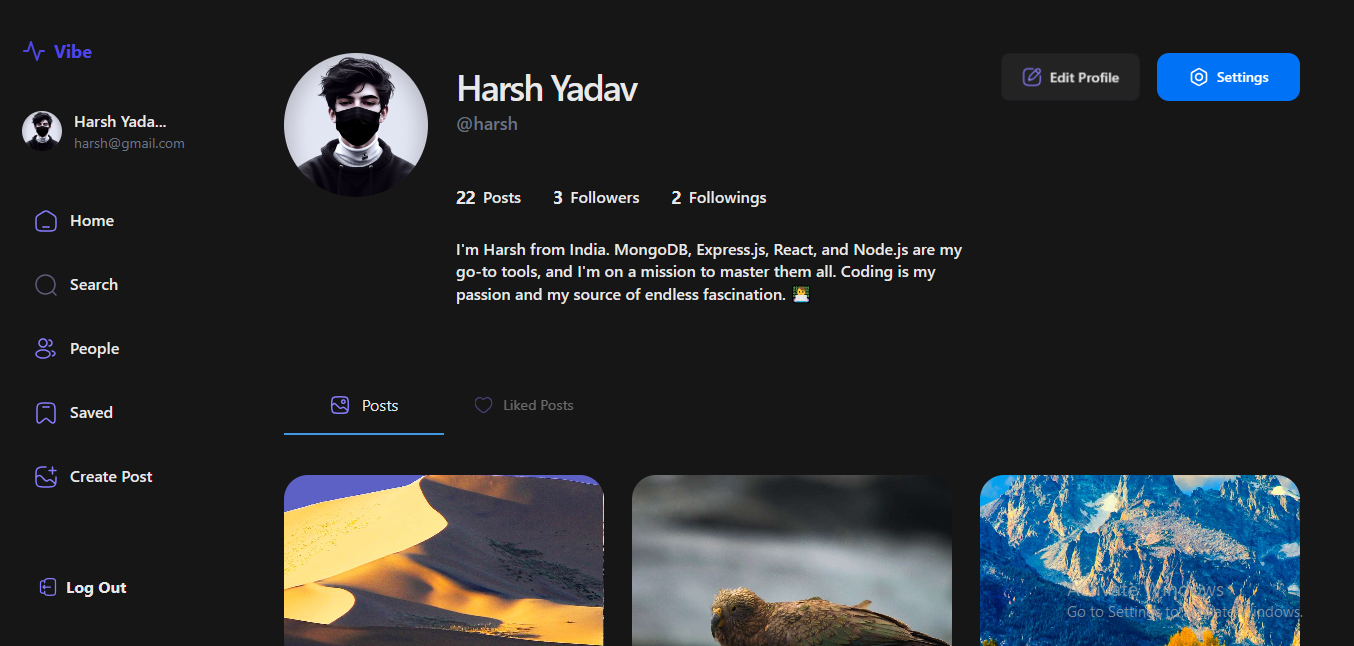 Vibe
Harsh Yada...
harsh@gmail.com
Home
Search
People
Saved
Create Post
Log Out
Harsh Yadav
@harsh
Edit Profile
Settings
22 Posts
3 Followers
2 Followings
I'm Harsh from India. MongoDB, Express.js, React, and Node.js are my
go-to tools, and I'm on a mission to master them all. Coding is my
passion and my source of endless fascination. 👨‍💻
Posts
Liked Posts
Activate Windows
Go to Settings to activate Windows.